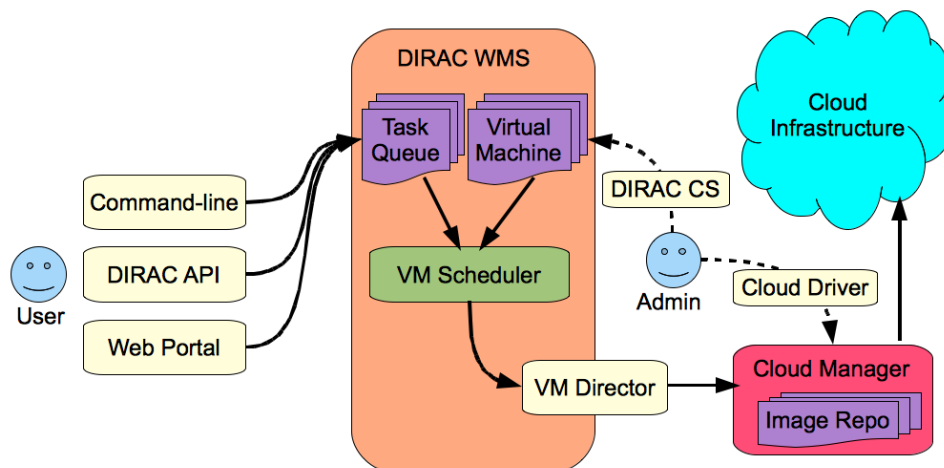 DIRAC WMS
Task
Queue
Virtual
Machine
Cloud
Infrastructure
Command-line
DIRAC CS
DIRAC API
VM Scheduler
User
Admin
Cloud Driver
Web Portal
VM Director
Cloud Manager
Image Repo